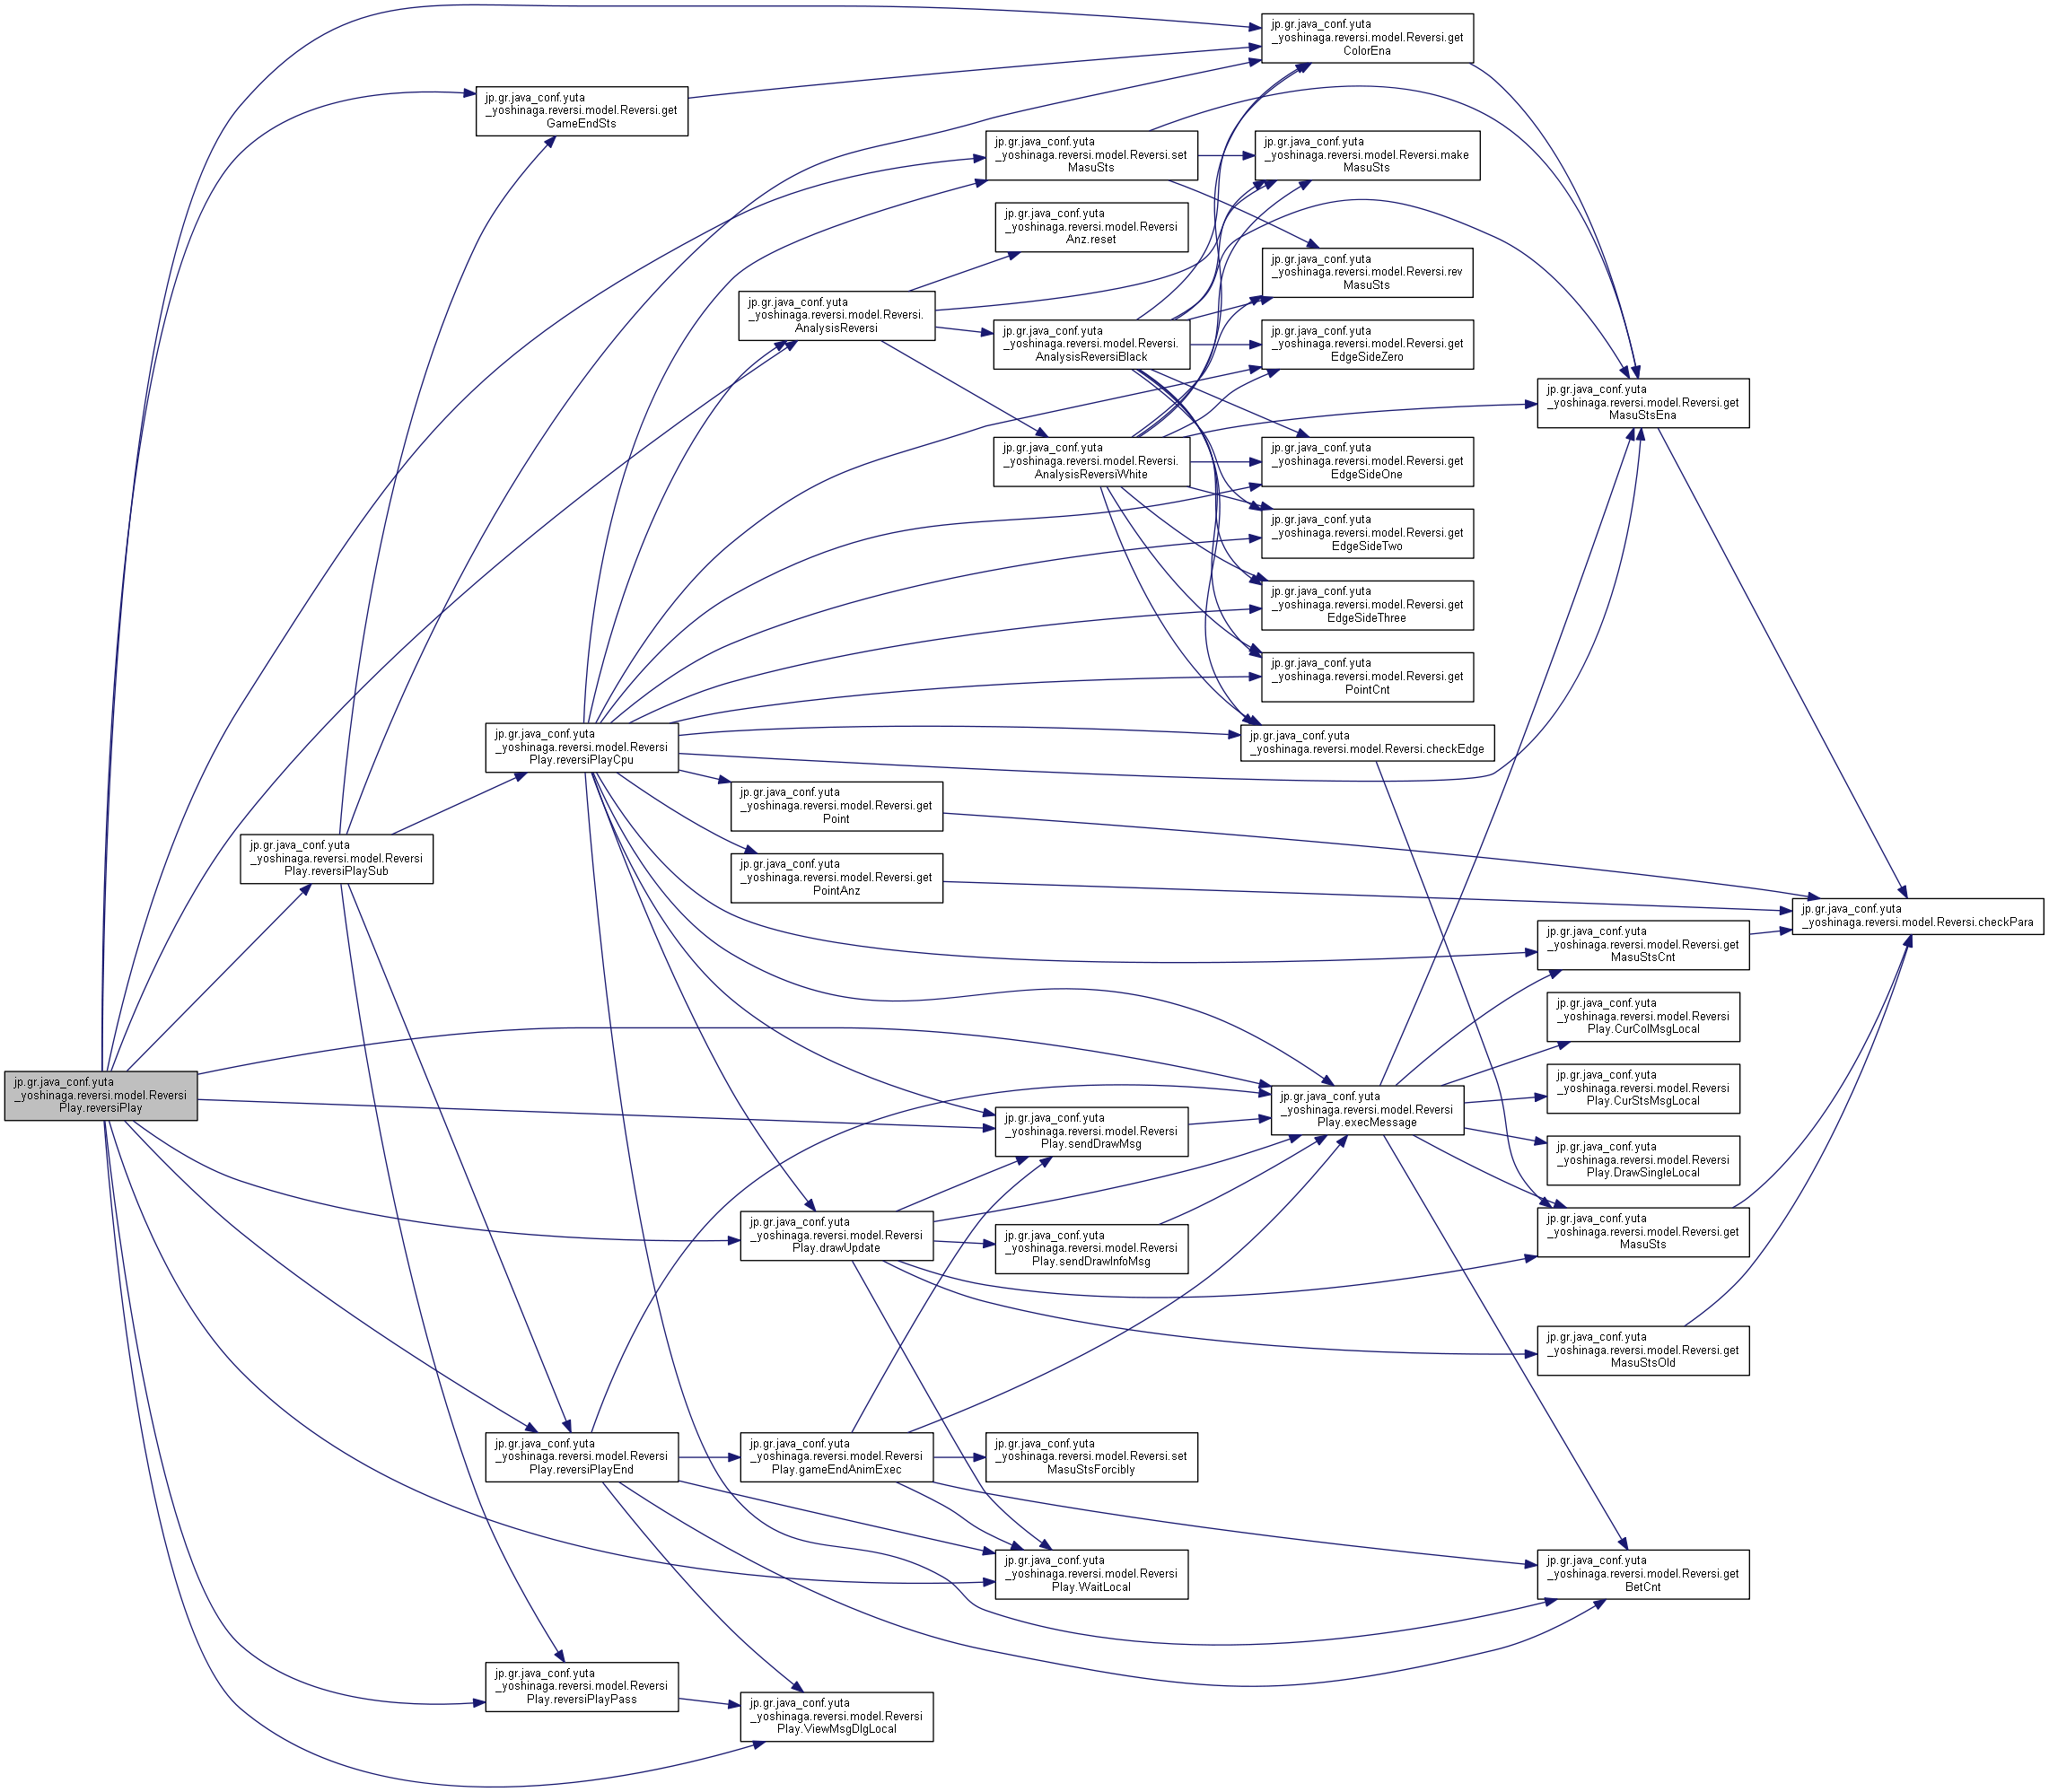 jp.gr.java_conf.yuta
_yoshinaga.reversi.model.Reversi
Play.reversiPlay
jp.gr.java_conf.yuta
_yoshinaga.reversi.model.Reversi
Play.reversiPlaySub
jp.gr.java_conf.yuta
_yoshinaga.reversi.model.Reversi.get
GameEndSts
jp.gr.java_conf.yuta
_yoshinaga.reversi.model.Reversi
Play.reversiPlayCpu
jp.gr.java_conf.yuta
_yoshinaga.reversi.model.Reversi
Play.reversiPlayEnd
jp.gr.java_conf.yuta
_yoshinaga.reversi.model.Reversi
Play.reversiPlayPass
jp.gr.java_conf.yuta
_yoshinaga.reversi.model.Reversi.
AnalysisReversi
jp.gr.java_conf.yuta
_yoshinaga.reversi.model.Reversi.get
Point
jp.gr.java_conf.yuta
_yoshinaga.reversi.model.Reversi.get
PointAnz
jp.gr.java_conf.yuta
_yoshinaga.reversi.model.Reversi
Play.drawUpdate
jp.gr.java_conf.yuta
_yoshinaga.reversi.model.Reversi
Play.gameEndAnimExec
jp.gr.java_conf.yuta
_yoshinaga.reversi.model.Reversi
Play.ViewMsgDlgLocal
jp.gr.java_conf.yuta
_yoshinaga.reversi.model.Reversi.set
MasuSts
jp.gr.java_conf.yuta
_yoshinaga.reversi.model.Reversi
Anz.reset
jp.gr.java_conf.yuta
_yoshinaga.reversi.model.Reversi.
AnalysisReversiBlack
jp.gr.java_conf.yuta
_yoshinaga.reversi.model.Reversi.
AnalysisReversiWhite
jp.gr.java_conf.yuta
_yoshinaga.reversi.model.Reversi
Play.sendDrawMsg
jp.gr.java_conf.yuta
_yoshinaga.reversi.model.Reversi
Play.sendDrawInfoMsg
jp.gr.java_conf.yuta
_yoshinaga.reversi.model.Reversi.set
MasuStsForcibly
jp.gr.java_conf.yuta
_yoshinaga.reversi.model.Reversi
Play.WaitLocal
jp.gr.java_conf.yuta
_yoshinaga.reversi.model.Reversi.get
ColorEna
jp.gr.java_conf.yuta
_yoshinaga.reversi.model.Reversi.make
MasuSts
jp.gr.java_conf.yuta
_yoshinaga.reversi.model.Reversi.rev
MasuSts
jp.gr.java_conf.yuta
_yoshinaga.reversi.model.Reversi.get
EdgeSideZero
jp.gr.java_conf.yuta
_yoshinaga.reversi.model.Reversi.get
EdgeSideOne
jp.gr.java_conf.yuta
_yoshinaga.reversi.model.Reversi.get
EdgeSideTwo
jp.gr.java_conf.yuta
_yoshinaga.reversi.model.Reversi.get
EdgeSideThree
jp.gr.java_conf.yuta
_yoshinaga.reversi.model.Reversi.get
PointCnt
jp.gr.java_conf.yuta
_yoshinaga.reversi.model.Reversi.checkEdge
jp.gr.java_conf.yuta
_yoshinaga.reversi.model.Reversi
Play.execMessage
jp.gr.java_conf.yuta
_yoshinaga.reversi.model.Reversi.get
MasuStsEna
jp.gr.java_conf.yuta
_yoshinaga.reversi.model.Reversi.get
MasuStsCnt
jp.gr.java_conf.yuta
_yoshinaga.reversi.model.Reversi
Play.CurColMsgLocal
jp.gr.java_conf.yuta
_yoshinaga.reversi.model.Reversi
Play.CurStsMsgLocal
jp.gr.java_conf.yuta
_yoshinaga.reversi.model.Reversi
Play.DrawSingleLocal
jp.gr.java_conf.yuta
_yoshinaga.reversi.model.Reversi.get
MasuSts
jp.gr.java_conf.yuta
_yoshinaga.reversi.model.Reversi.get
MasuStsOld
jp.gr.java_conf.yuta
_yoshinaga.reversi.model.Reversi.get
BetCnt
jp.gr.java_conf.yuta
_yoshinaga.reversi.model.Reversi.checkPara